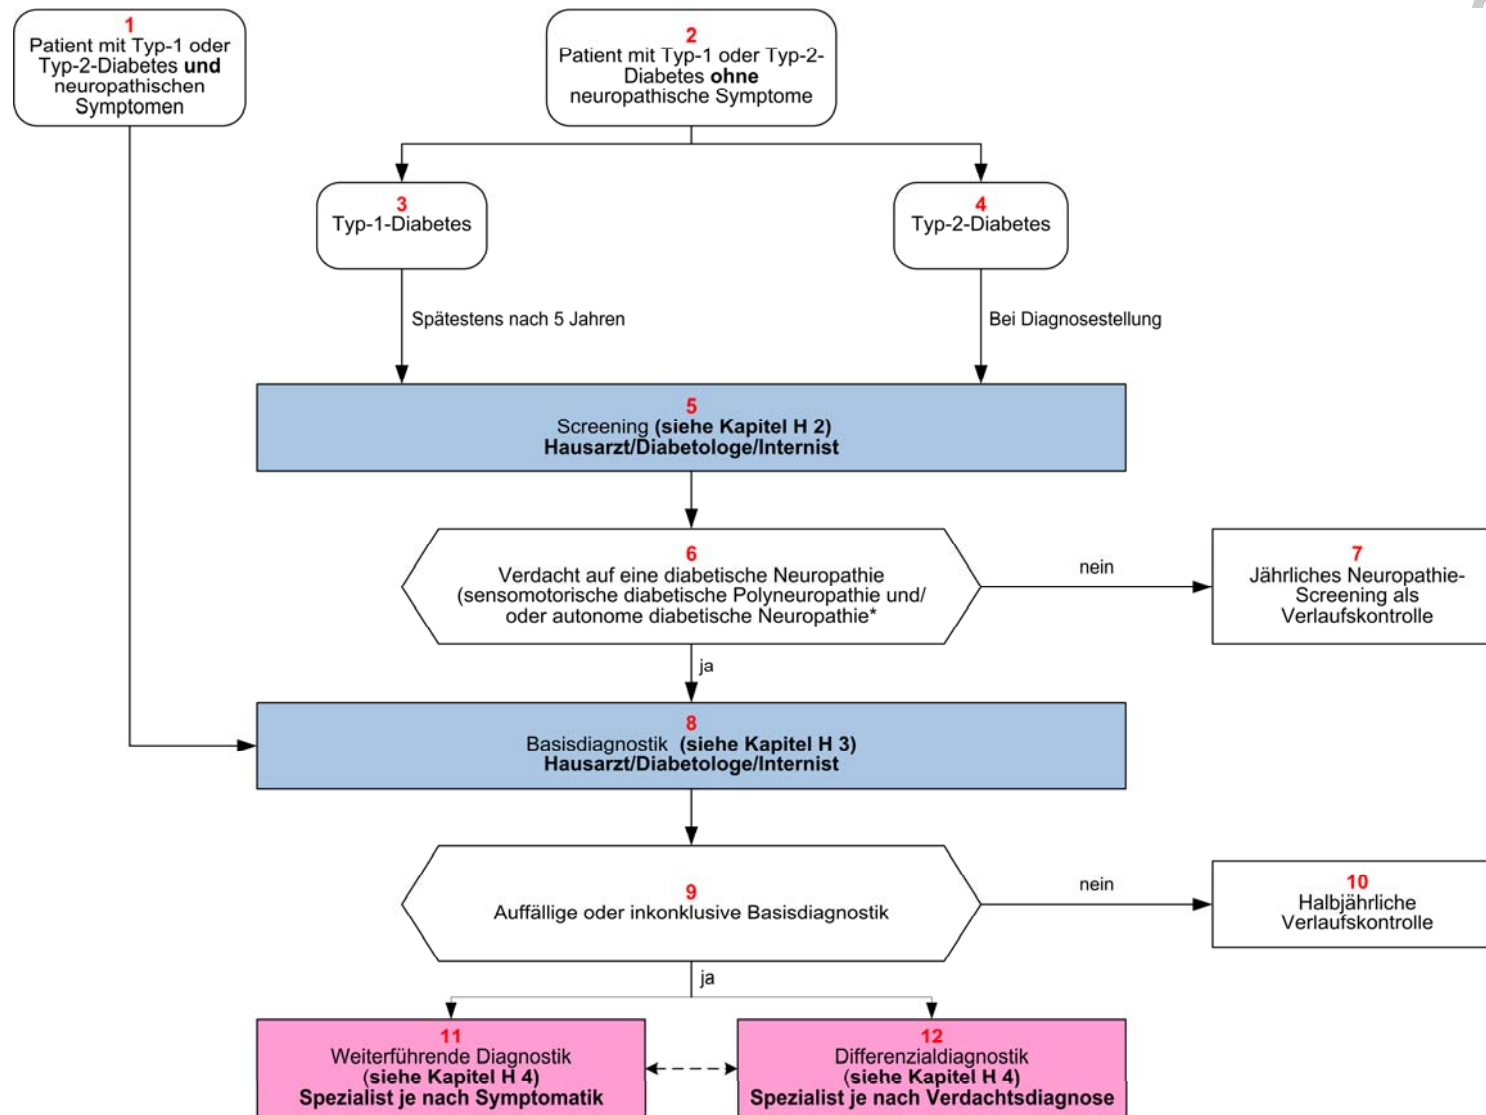 1
Patient mit Typ-1 oder
Typ-2-Diabetes und
neuropathischen
Symptomen
2
Patient mit Typ-1 oder Typ-2-
Diabetes ohne
neuropathische Symptome
3
Typ-1-Diabetes
4
Typ-2-Diabetes
Spätestens nach 5 Jahren
Bei Diagnosestellung
5
Screening (siehe Kapitel H 2)
Hausarzt/Diabetologe/Internist
6
Verdacht auf eine diabetische Neuropathie
(sensomotorische diabetische Polyneuropathie und/
oder autonome diabetische Neuropathie*
nein
7
Jährliches Neuropathie-
Screening als
Verlaufskontrolle
ja
8
Basisdiagnostik (siehe Kapitel H 3)
Hausarzt/Diabetologe/Internist
9
Auffällige oder inkonklusive Basisdiagnostik
nein
10
Halbjährliche
Verlaufskontrolle
ja
11
Weiterführende Diagnostik
(siehe Kapitel H 4)
Spezialist je nach Symptomatik
12
Differenzialdiagnostik
(siehe Kapitel H 4)
Spezialist je nach Verdachtsdiagnose